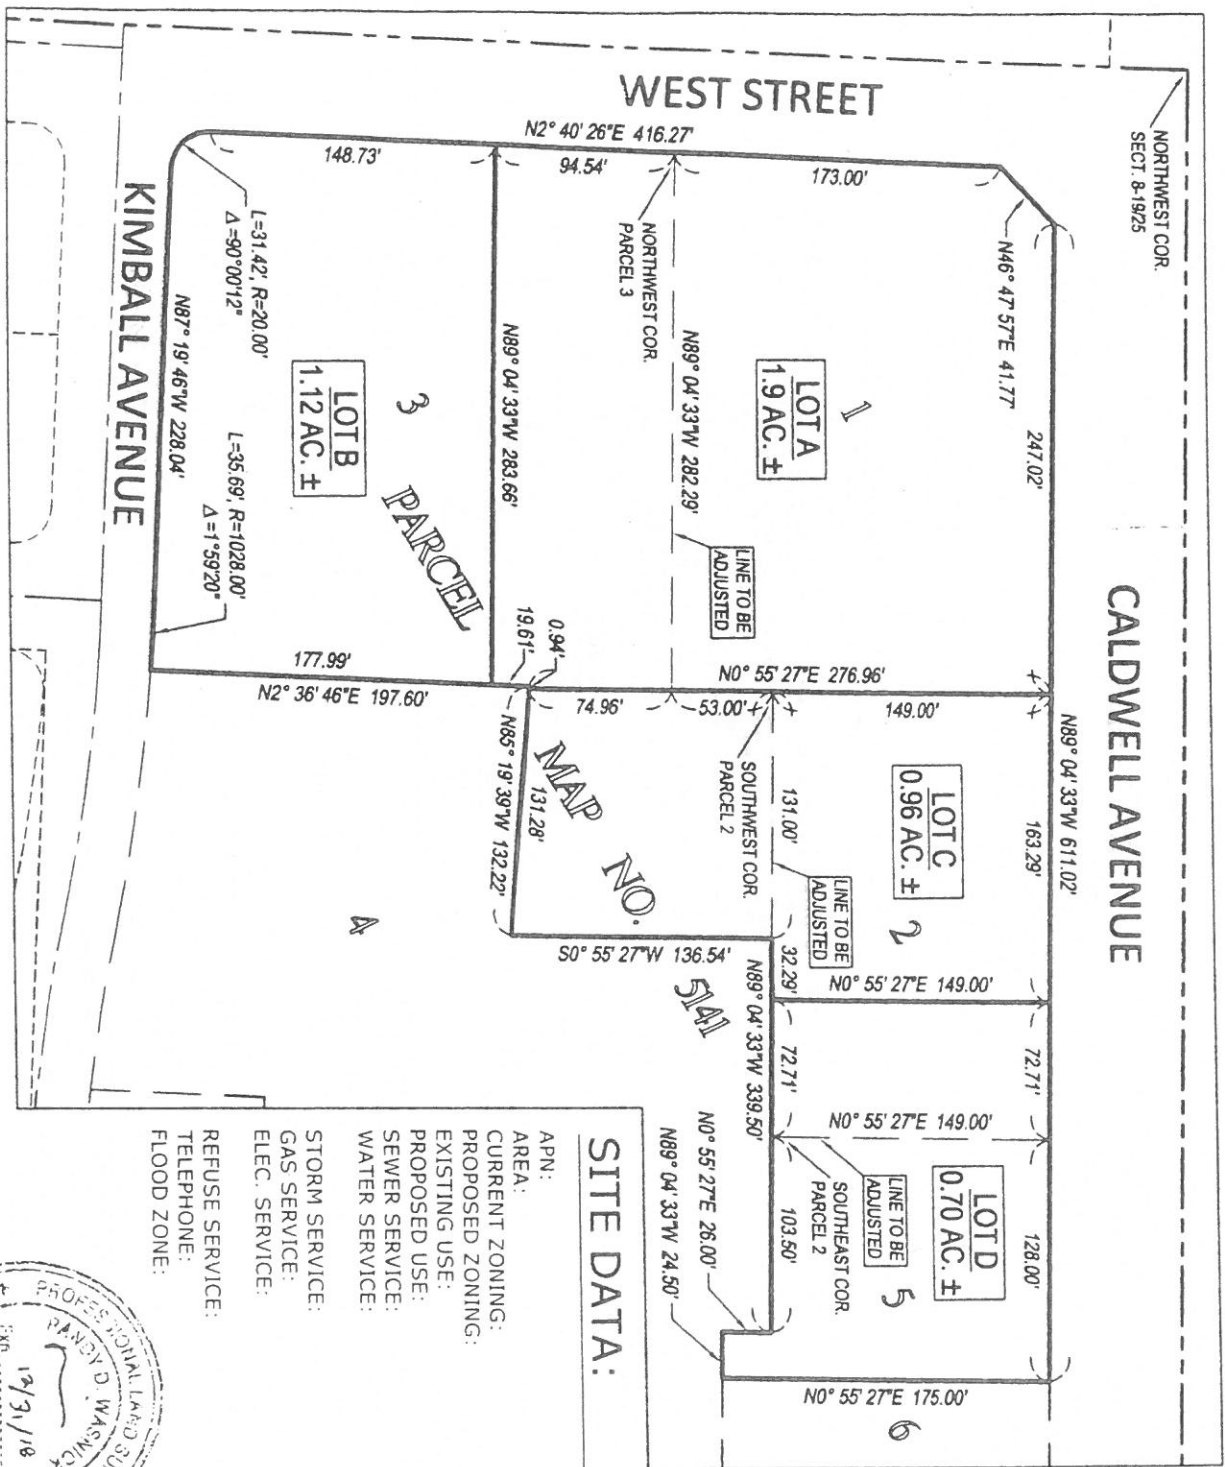 CALDWELL AVENUE
NORTHWEST COR.
SECT. 8-19/25
N89° 04' 33"W 611.02'
N46° 47' 57"E 41.77'
247.02'
163.29'
72.71'
128.00'
WEST STREET
N2° 40' 26"E 416.27'
173.00'
94.54'
148.73'
1
LOT A
1.9 AC. ±
N89° 04' 33"W 282.29'
LINE TO BE
ADJUSTED
NORTHWEST COR.
PARCEL 3
N0° 55' 27"E 276.96'
149.00'
53.00'
74.96'
LOT C
0.96 AC. ±
2
131.00'
32.29'
LINE TO BE
ADJUSTED
SOUTHWEST COR.
PARCEL 2
N0° 55' 27"E 149.00'
N0° 55' 27"E 149.00'
LOT D
0.70 AC. ±
5
LINE TO BE
ADJUSTED
SOUTHEAST COR.
PARCEL 2
72.71'
103.50'
N89° 04' 33"W 339.50'
N0° 55' 27"E 26.00'
N89° 04' 33"W 24.50'
N0° 55' 27"E 175.00'
6
S0° 55' 27"W 136.54'
131.28'
N85° 19' 39"W 132.22'
0.94'
19.61'
N89° 04' 33"W 283.66'
3
LOT B
1.12 AC. ±
177.99'
N2° 36' 46"E 197.60'
PARCEL MAP NO. 5141
4
L=31.42', R=20.00'
Δ=90°00'12"
L=35.69', R=1028.00'
Δ=1°59'20"
N87° 19' 46"W 228.04'
KIMBALL AVENUE
SITE DATA:
APN:
AREA:
CURRENT ZONING:
PROPOSED ZONING:
EXISTING USE:
PROPOSED USE:
SEWER SERVICE:
WATER SERVICE:
STORM SERVICE:
GAS SERVICE:
ELEC. SERVICE:
REFUSE SERVICE:
TELEPHONE:
FLOOD ZONE:
PROFESSIONAL LAND SU
RANDY D. WASNICK
EXP. 12/31/18